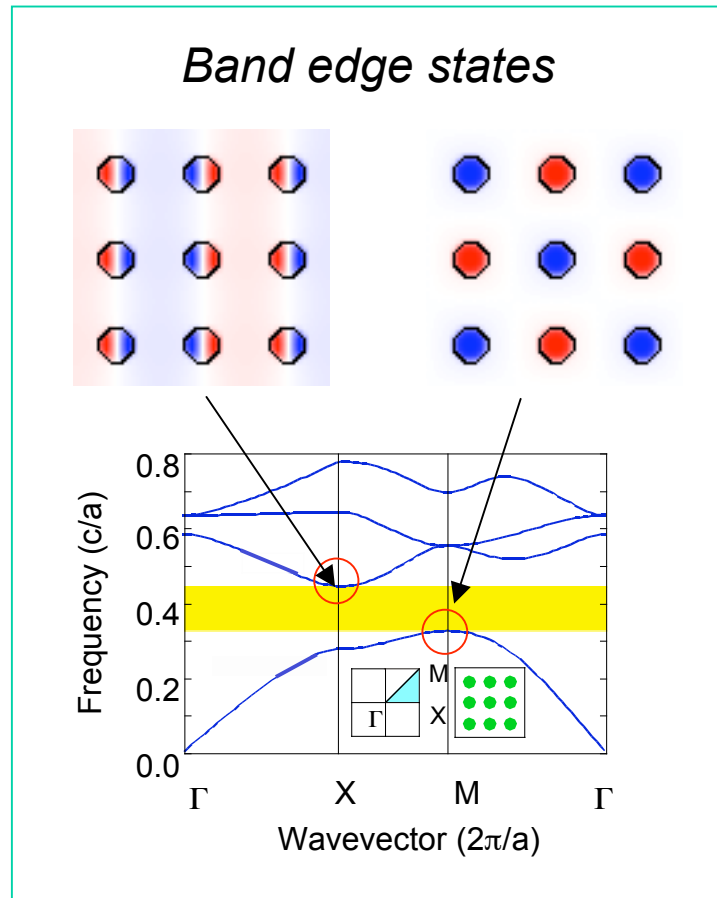 Band edge states
0.8
0.6
0.4
0.2
0.0
Frequency (c/a)
M
Γ
X
Γ X M Γ
Wavevector (2π/a)